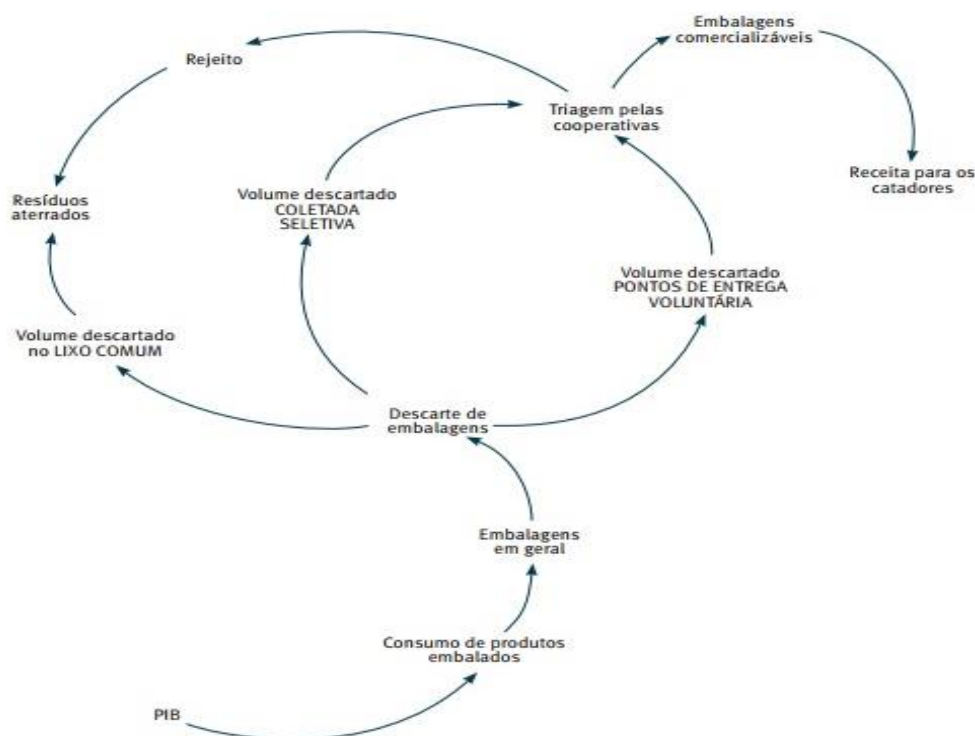 Embalagens
comercializáveis
Rejeito
Triagem pelas
cooperativas
Receita para os
catadores
Volume descartado
COLETADA
SELETIVA
Resíduos
aterrados
Volume descartado
PONTOS DE ENTREGA
VOLUNTÁRIA
Volume descartado
no LIXO COMUM
Descarte de
embalagens
Embalagens
em geral
Consumo de produtos
embalados
PIB